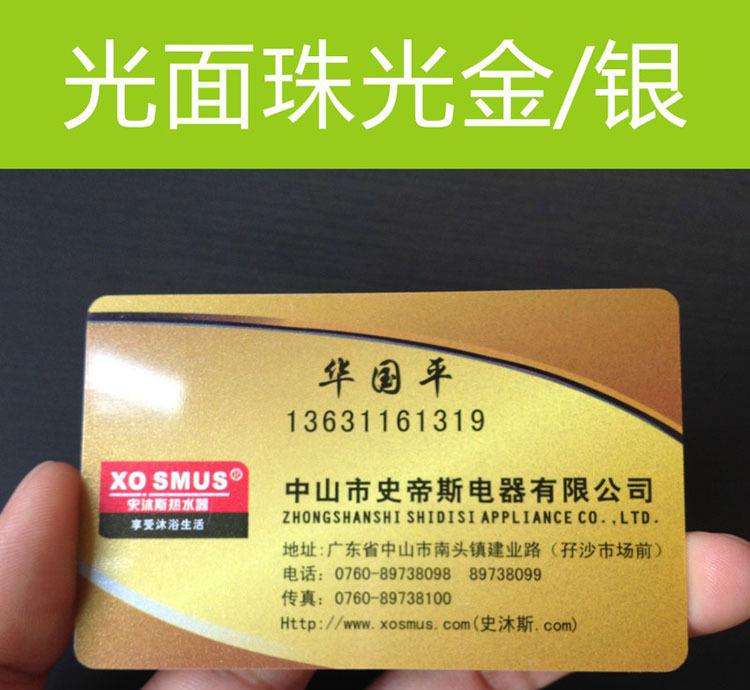 光面珠光金/银
华国平
13631161319
XO SMUS®
史沐斯热水器
享受沐浴生活
中山市史帝斯电器有限公司
ZHONGSHANSHI SHIDISI APPLIANCE CO.,LTD.
地址:广东省中山市南头镇建业路（孖沙市场前）
电话: 0760-89738098 89738099
传真: 0760-89738100
Http://www.xosmus.com(史沐斯.com)